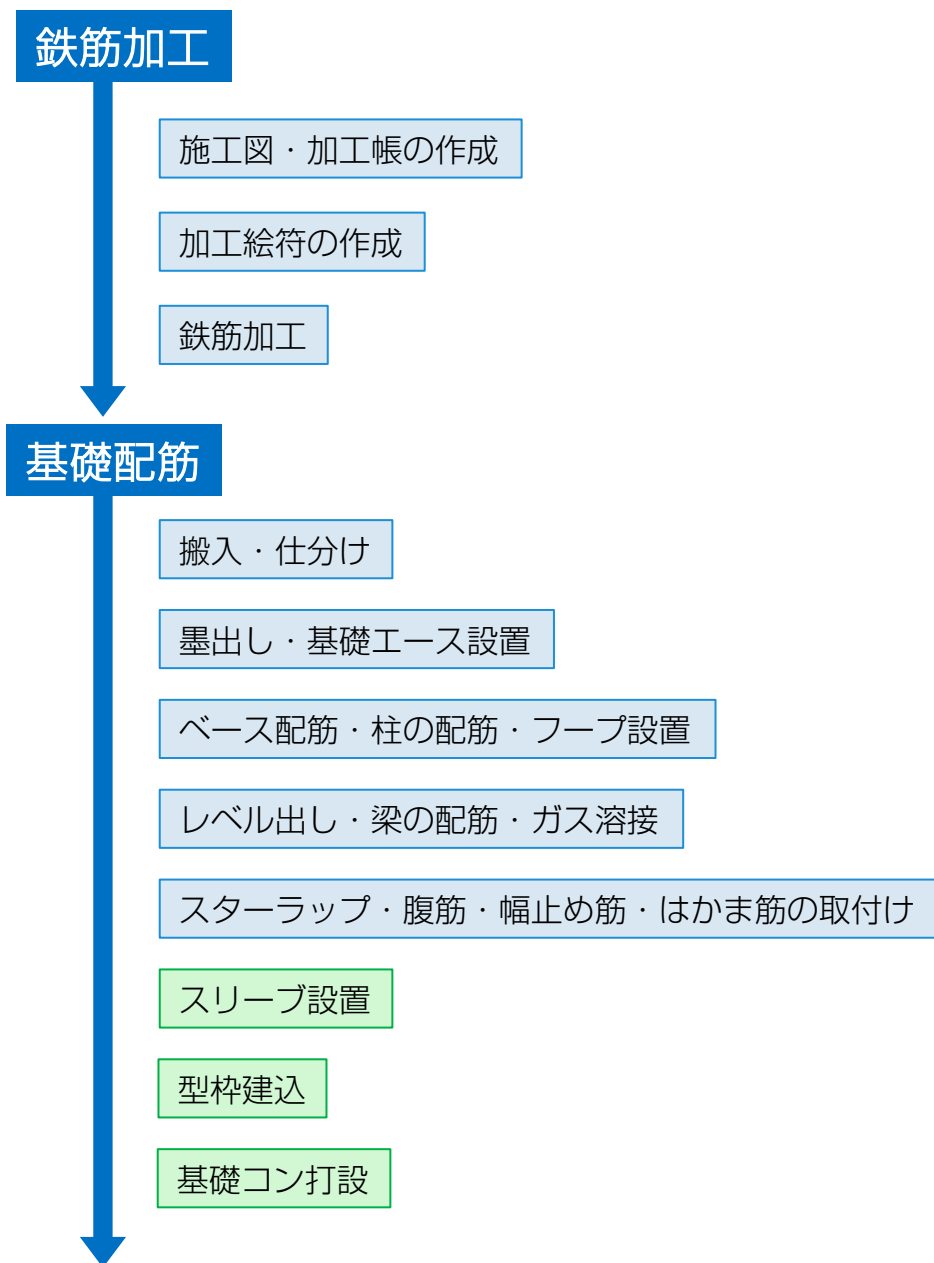 鉄筋加工
施工図・加工帳の作成
加工絵符の作成
鉄筋加工
基礎配筋
搬入・仕分け
墨出し・基礎エース設置
ベース配筋・柱の配筋・フープ設置
レベル出し・梁の配筋・ガス溶接
スターラップ・腹筋・幅止め筋・はかま筋の取付け
スリーブ設置
型枠建込
基礎コン打設